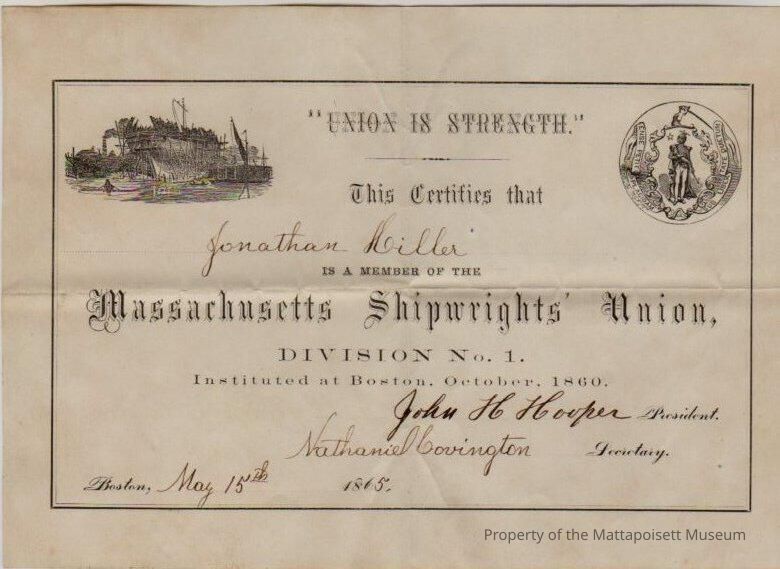 "UNION IS STRENGTH."
This Certifies that
Jonathan Hiller
IS A MEMBER OF THE
Massachusetts Shipwrights' Union,
DIVISION No. 1.
Instituted at Boston, October, 1860.
John H Hooper President.
Nathaniel Covington Secretary.
Boston, May 15th 1865.
Property of the Mattapoisett Museum